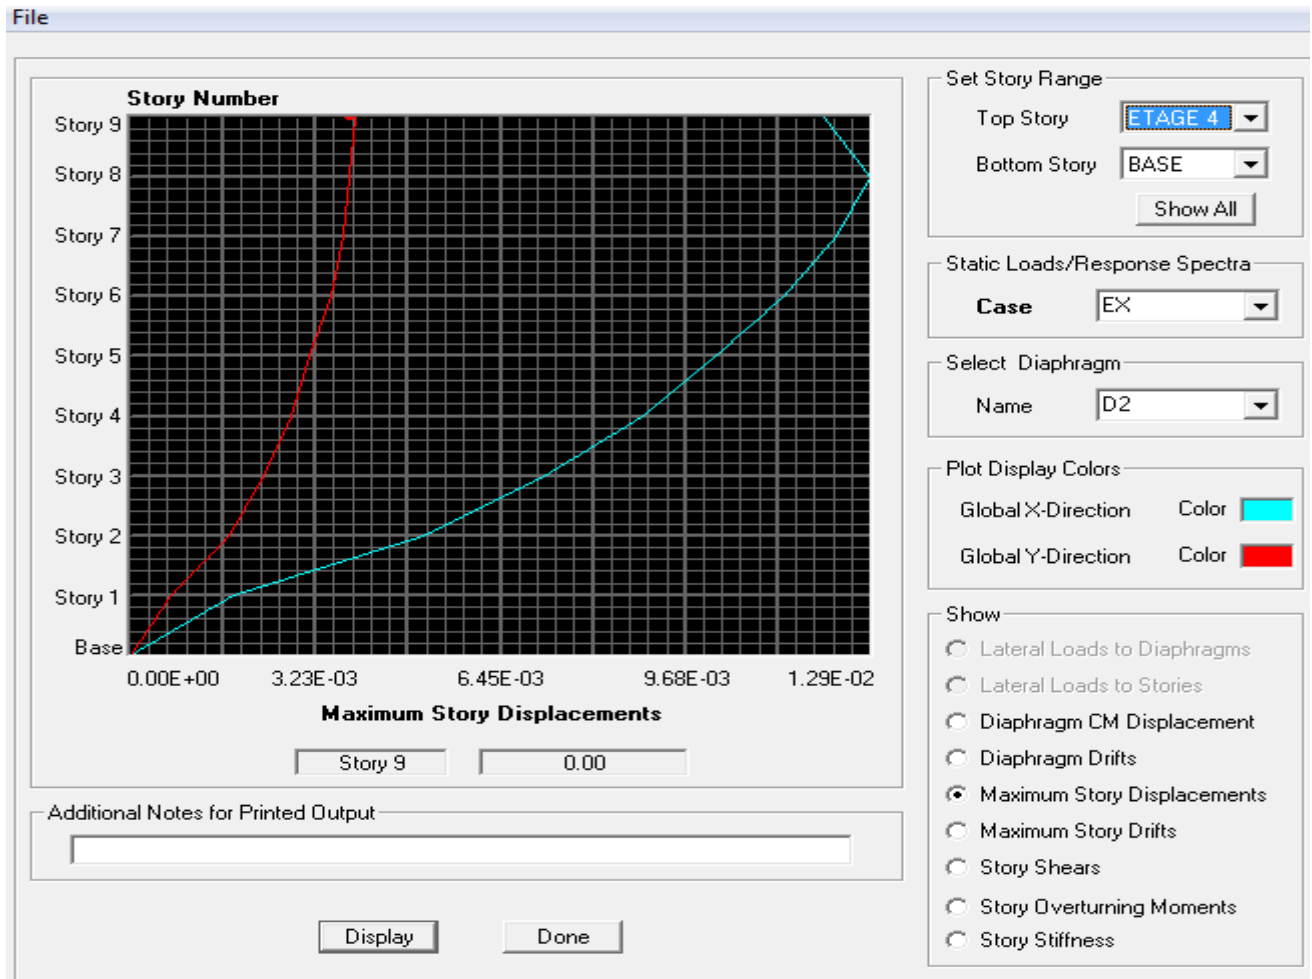 File
Story Number
Story 9
Story 8
Story 7
Story 6
Story 5
Story 4
Story 3
Story 2
Story 1
Base
0.00E+00 3.23E-03 6.45E-03 9.68E-03 1.29E-02
Maximum Story Displacements
Story 9 0.00
Additional Notes for Printed Output
Display Done
Set Story Range
Top Story ETAGE 4
Bottom Story BASE
Show All
Static Loads/Response Spectra
Case EX
Select Diaphragm
Name D2
Plot Display Colors
Global X-Direction Color
Global Y-Direction Color
Show
Lateral Loads to Diaphragms
Lateral Loads to Stories
Diaphragm CM Displacement
Diaphragm Drifts
Maximum Story Displacements
Maximum Story Drifts
Story Shears
Story Overturning Moments
Story Stiffness